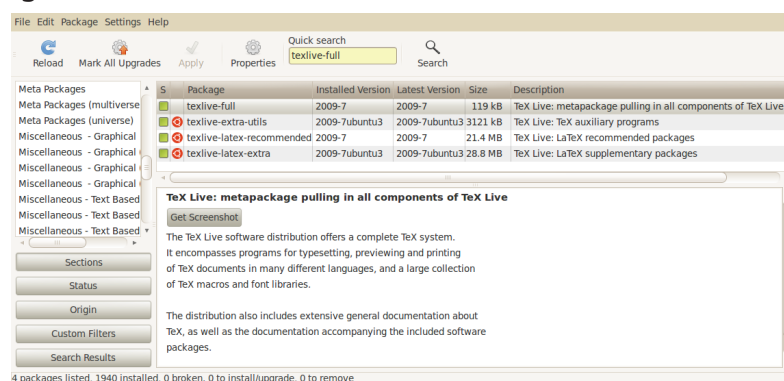 File Edit Package Settings Help
Quick search
texlive-full
Reload Mark All Upgrades Apply Properties Search
Meta Packages
Meta Packages (multiverse
Meta Packages (universe)
Miscellaneous - Graphical
Miscellaneous - Graphical
Miscellaneous - Graphical
Miscellaneous - Graphical
Miscellaneous - Text Based
Miscellaneous - Text Based
Miscellaneous - Text Based
Sections
Status
Origin
Custom Filters
Search Results
S Package Installed Version Latest Version Size Description
texlive-full 2009-7 2009-7 119 kB TeX Live: metapackage pulling in all components of TeX Live
texlive-extra-utils 2009-7ubuntu3 2009-7ubuntu3 3121 kB TeX Live: TeX auxiliary programs
texlive-latex-recommended 2009-7 2009-7 21.4 MB TeX Live: LaTeX recommended packages
texlive-latex-extra 2009-7ubuntu3 2009-7ubuntu3 28.8 MB TeX Live: LaTeX supplementary packages
TeX Live: metapackage pulling in all components of TeX Live
Get Screenshot
The TeX Live software distribution offers a complete TeX system.
It encompasses programs for typesetting, previewing and printing
of TeX documents in many different languages, and a large collection
of TeX macros and font libraries.
The distribution also includes extensive general documentation about
TeX, as well as the documentation accompanying the included software
packages.
4 packages listed, 1940 installed, 0 broken, 0 to install/upgrade, 0 to remove